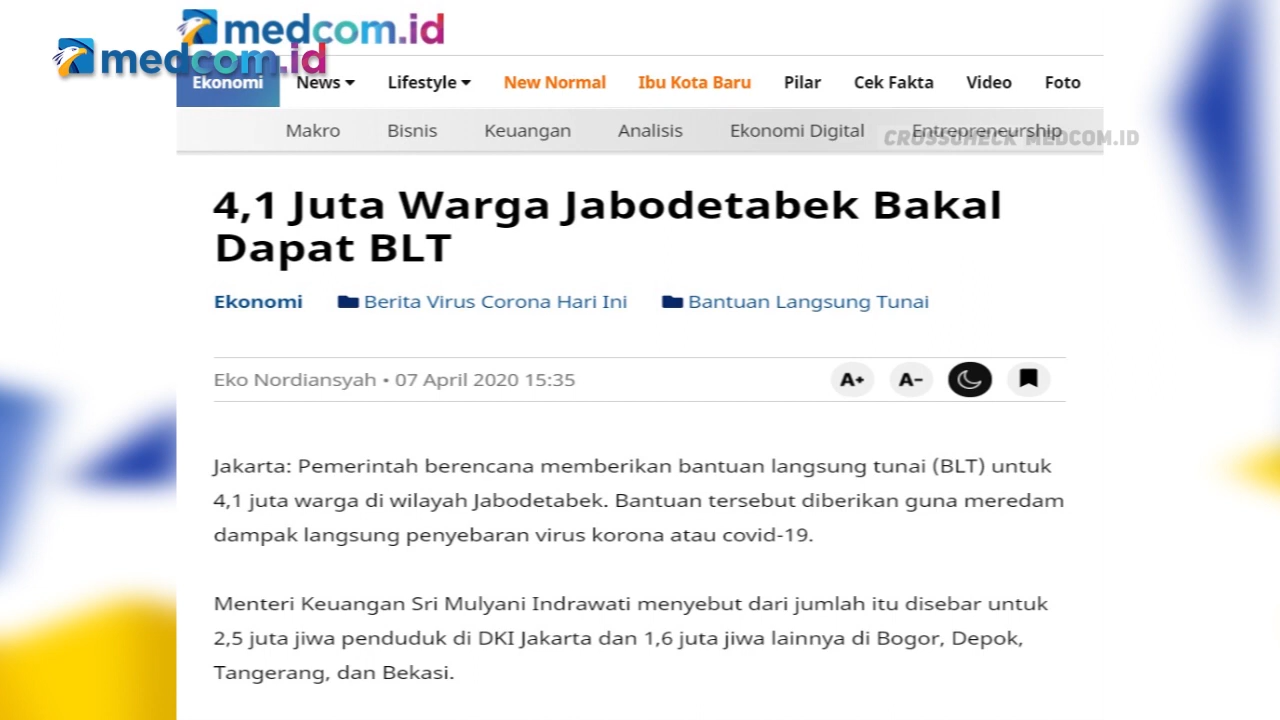 medcom.id
medcom.id
Ekonomi News Lifestyle New Normal Ibu Kota Baru Pilar Cek Fakta Video Foto
Makro Bisnis Keuangan Analisis Ekonomi Digital Entrepreneurship
CROSSCHECK MEDCOM.ID
4,1 Juta Warga Jabodetabek Bakal
Dapat BLT
Ekonomi Berita Virus Corona Hari Ini Bantuan Langsung Tunai
Eko Nordiansyah • 07 April 2020 15:35 A+ A-
Jakarta: Pemerintah berencana memberikan bantuan langsung tunai (BLT) untuk
4,1 juta warga di wilayah Jabodetabek. Bantuan tersebut diberikan guna meredam
dampak langsung penyebaran virus korona atau covid-19.
Menteri Keuangan Sri Mulyani Indrawati menyebut dari jumlah itu disebar untuk
2,5 juta jiwa penduduk di DKI Jakarta dan 1,6 juta jiwa lainnya di Bogor, Depok,
Tangerang, dan Bekasi.